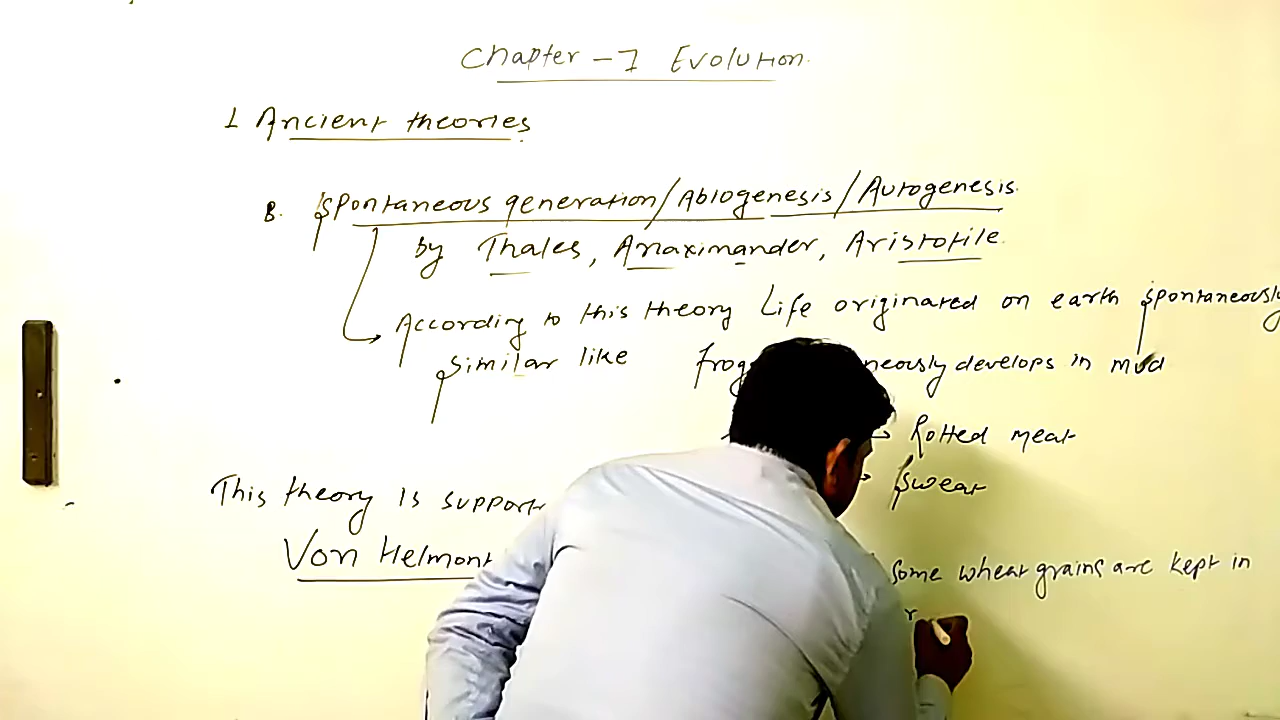 Chapter - 7 Evolution.
1 Ancient theories
B. Spontaneous generation/Abiogenesis/Autogenesis.
by Thales, Anaximander, Aristotile.
According to this theory Life originated on earth spontaneously
similar like frog neously develops in mud
→ Rotted meat
→ Sweat
This theory is support
Von Helmont some wheat grains are kept in